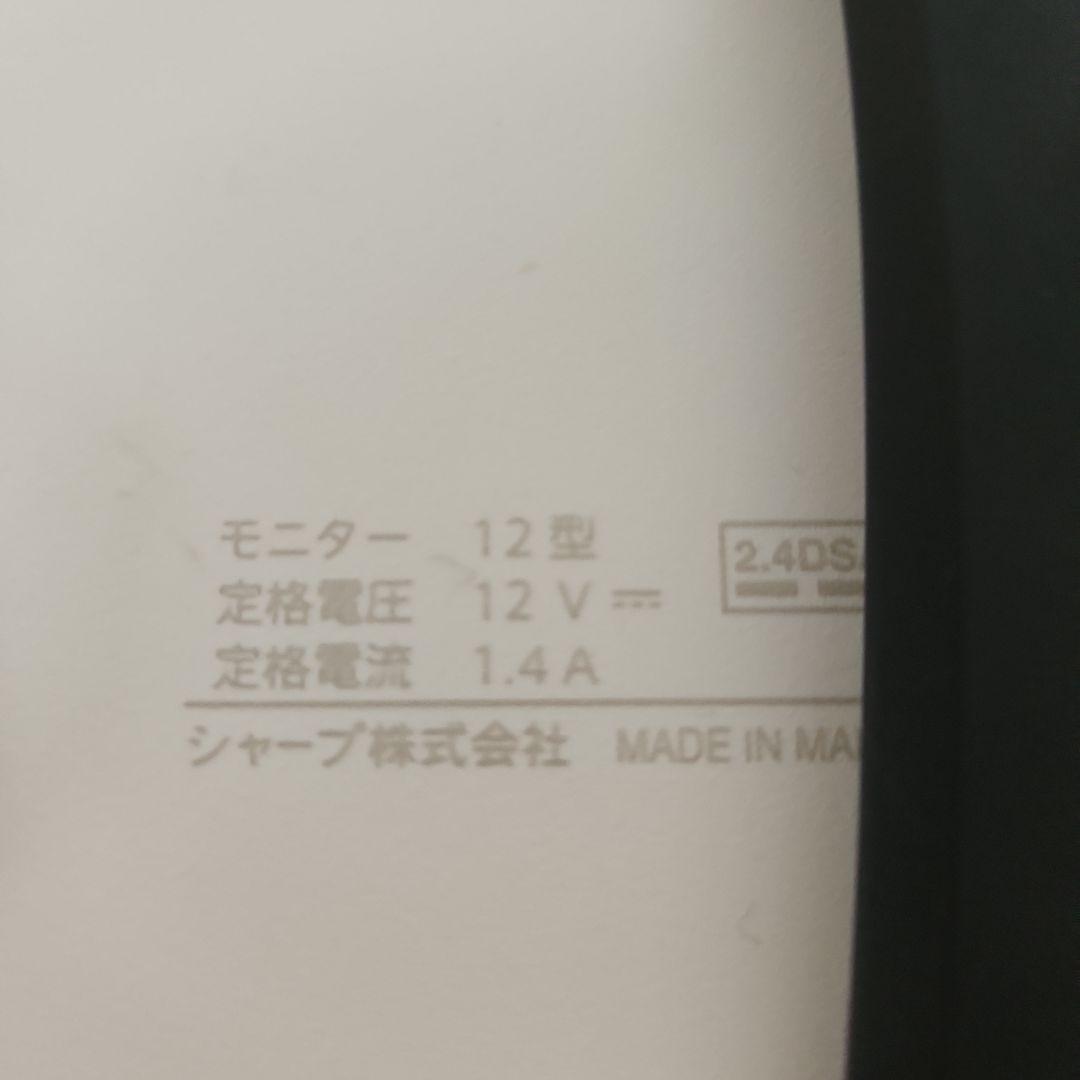 モニター 12型
定格電圧 12 V ⎓
定格電流 1.4 A
2.4DS
シャープ株式会社 MADE IN MA